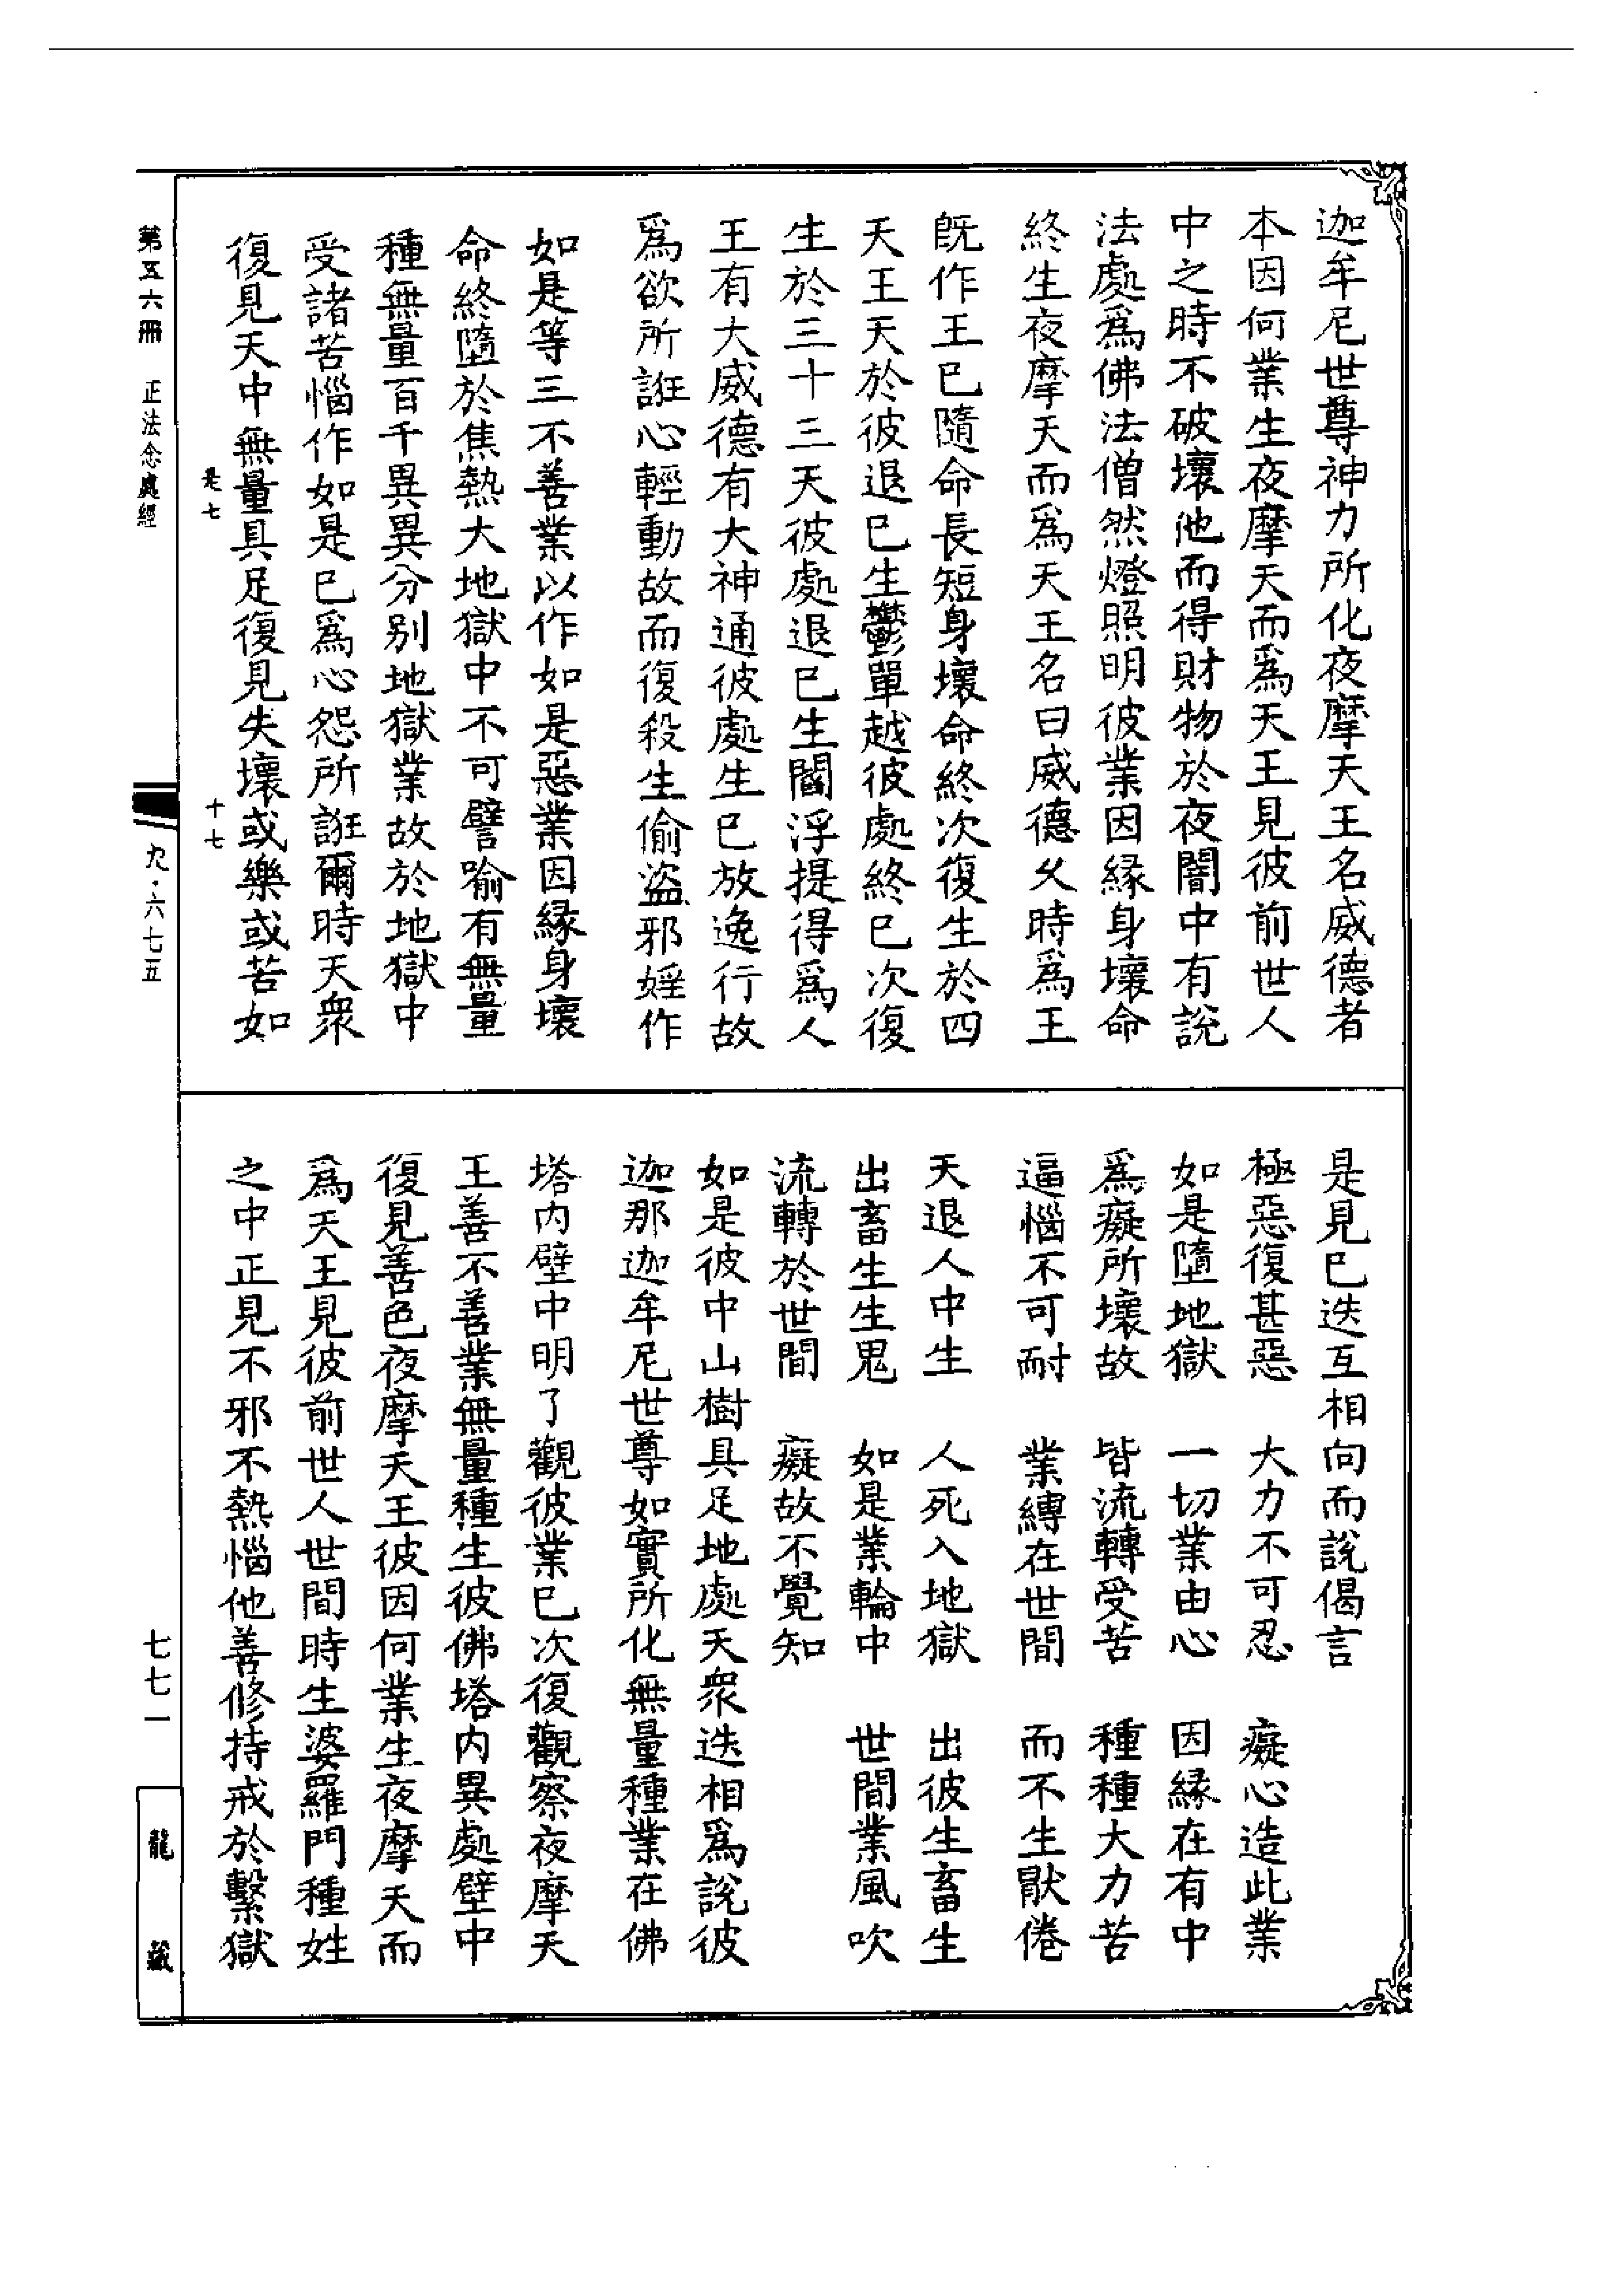 迦牟尼世尊神力所化夜摩天王名威德者
本因何業生夜摩天而爲天王見彼前世人
中之時不破壞他而得財物於夜闇中有說
法處爲佛法僧然燈照明彼業因緣身壞命
終生夜摩天而爲天王名曰威德乆時爲王
旣作王已隨命長短身壞命終次復生於四
天王天於彼退已生鬱單越彼處終已次復
生於三十三天彼處退已生閻浮提得爲人
王有大威德有大神通彼處生已放逸行故
爲欲所誑心輕動故而復殺生偷盜邪婬作
如是等三不善業以作如是惡業因緣身壞
命終墮於焦熱大地獄中不可譬喻有無量
種無量百千異異分別地獄業故於地獄中
受諸苦惱作如是已爲心怨所誑爾時天衆
復見天中無量具足復見失壞或樂或苦如
是七
十七
是見已迭互相向而說偈言
極惡復甚惡　大力不可忍　癡心造此業
如是墮地獄　一切業由心　因緣在有中
爲癡所壞故　皆流轉受苦　種種大力苦
逼惱不可耐　業縛在世間　而不生猒倦
天退人中生　人死入地獄　出彼生畜生
出畜生生鬼　如是業輪中　世間業風吹
流轉於世間　癡故不覺知
如是彼中山樹具足地處天衆迭相爲說彼
迦那迦牟尼世尊如實所化無量種業在佛
塔内壁中明了觀彼業已次復觀察夜摩天
王善不善業無量種生彼佛塔内異處壁中
復見善色夜摩天王彼因何業生夜摩天而
爲天王見彼前世人世間時生婆羅門種姓
之中正見不邪不熱惱他善修持戒於繫獄
第五六冊　正法念處經
九·六七五
七七一
龍藏